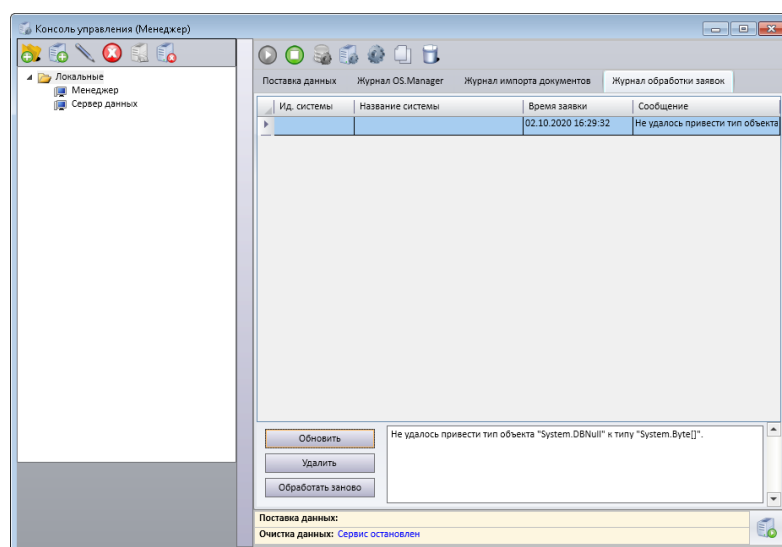 Консоль управления (Менеджер)
Локальные
Менеджер
Сервер данных
Поставка данных Журнал OS.Manager Журнал импорта документов Журнал обработки заявок
Ид. системы Название системы Время заявки Сообщение
02.10.2020 16:29:32 Не удалось привести тип объекта
Обновить
Удалить
Обработать заново
Не удалось привести тип объекта "System.DBNull" к типу "System.Byte[]".
Поставка данных:
Очистка данных: Сервис остановлен